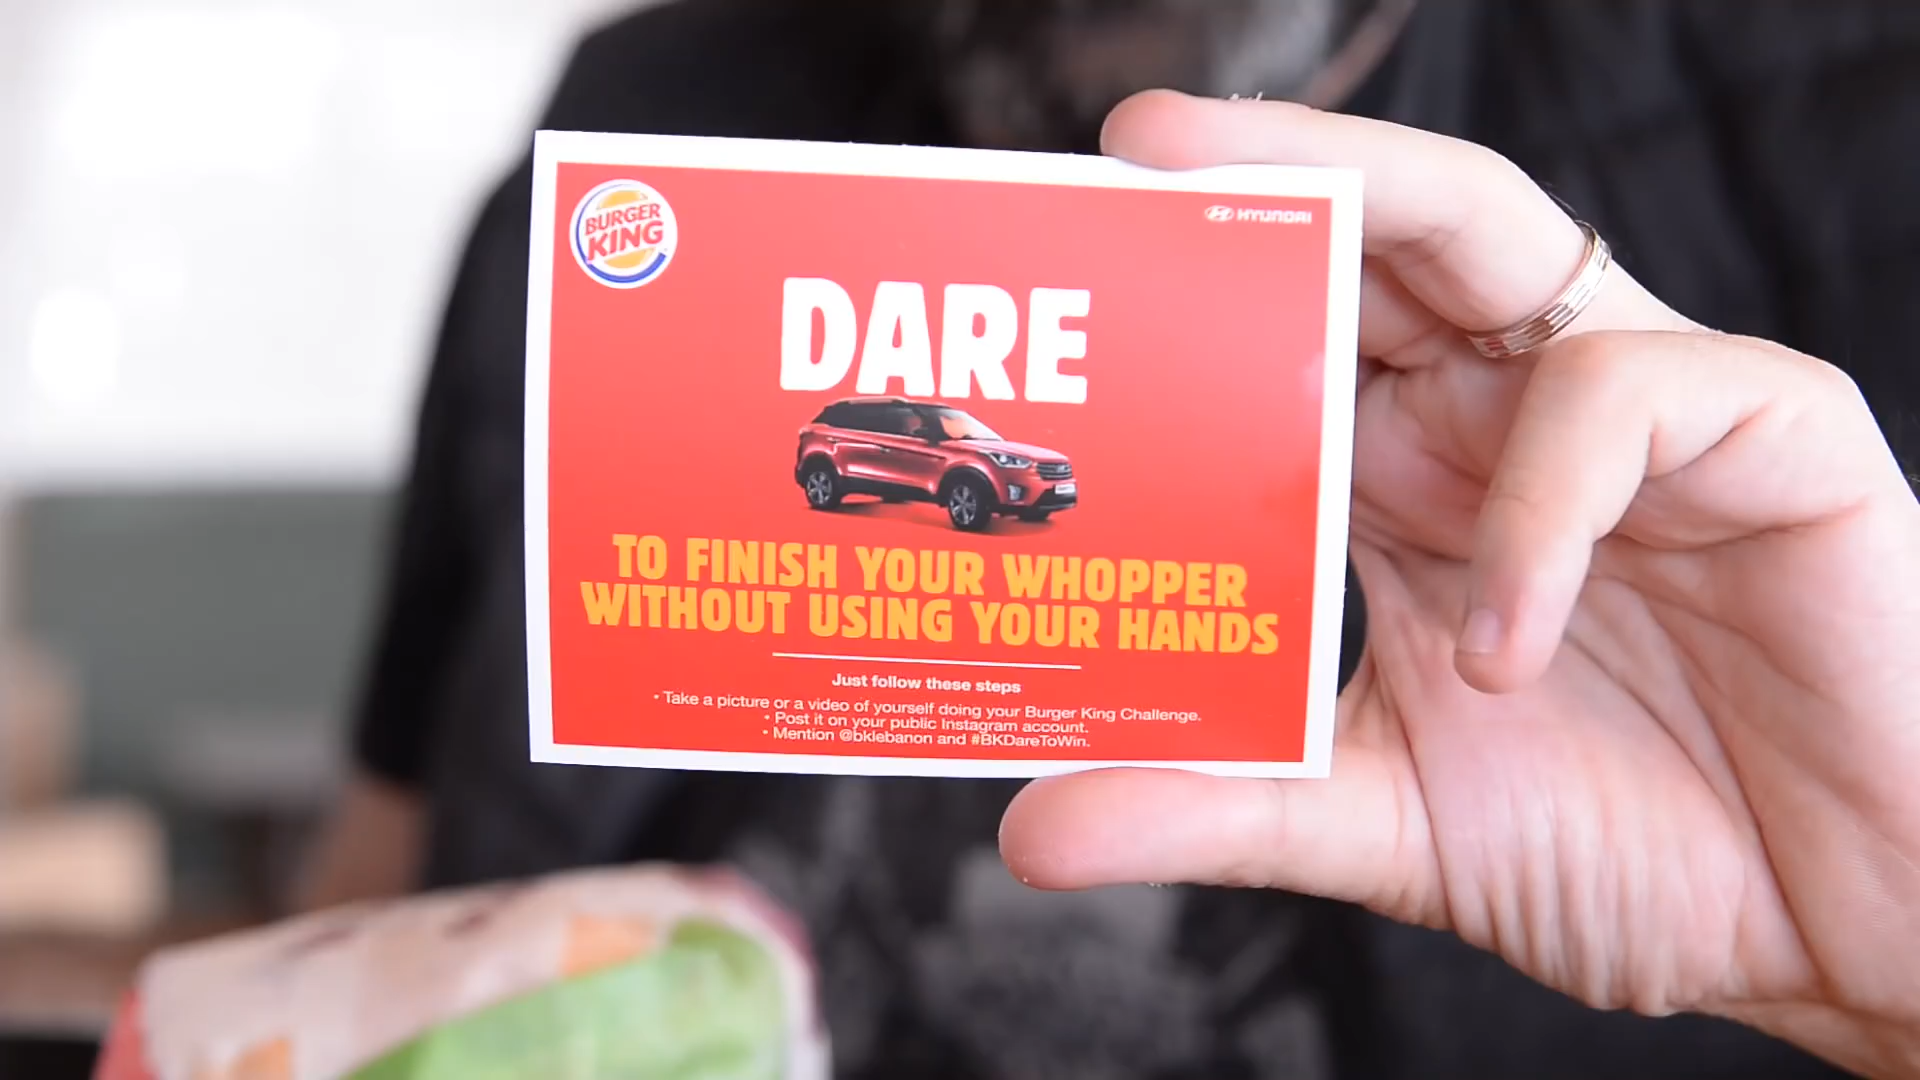 BURGER
KING
HYUNDAI
DARE
TO FINISH YOUR WHOPPER
WITHOUT USING YOUR HANDS
Just follow these steps
• Take a picture or a video of yourself doing your Burger King Challenge.
• Post it on your public Instagram account.
• Mention @bklebanon and #BKDareToWin.